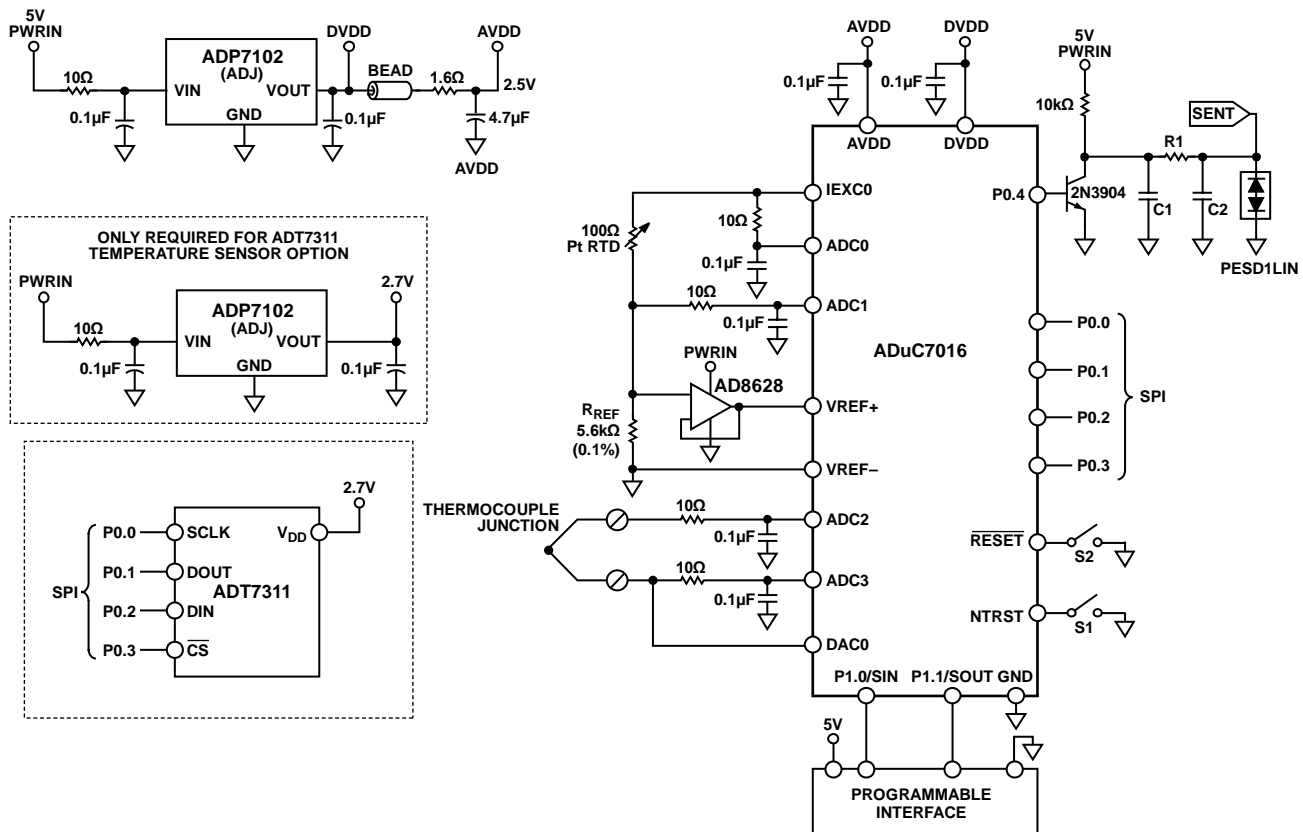 5V
PWRIN
10Ω
0.1µF
ADP7102
(ADJ)
VIN
VOUT
GND
DVDD
0.1µF
BEAD
1.6Ω
AVDD
2.5V
4.7µF
AVDD
ONLY REQUIRED FOR ADT7311
TEMPERATURE SENSOR OPTION
PWRIN
10Ω
0.1µF
ADP7102
(ADJ)
VIN
VOUT
GND
2.7V
0.1µF
SPI
P0.0
P0.1
P0.2
P0.3
SCLK
DOUT
DIN
CS
ADT7311
VDD
2.7V
AVDD
DVDD
0.1µF
0.1µF
AVDD
DVDD
ADuC7016
IEXC0
ADC0
ADC1
VREF+
VREF–
ADC2
ADC3
DAC0
100Ω
Pt RTD
10Ω
0.1µF
10Ω
0.1µF
PWRIN
AD8628
RREF
5.6kΩ
(0.1%)
THERMOCOUPLE
JUNCTION
10Ω
0.1µF
10Ω
0.1µF
P1.0/SIN
P1.1/SOUT
GND
5V
PROGRAMMABLE
INTERFACE
5V
PWRIN
10kΩ
P0.4
2N3904
C1
R1
C2
SENT
PESD1LIN
P0.0
P0.1
P0.2
P0.3
SPI
RESET
S2
NTRST
S1